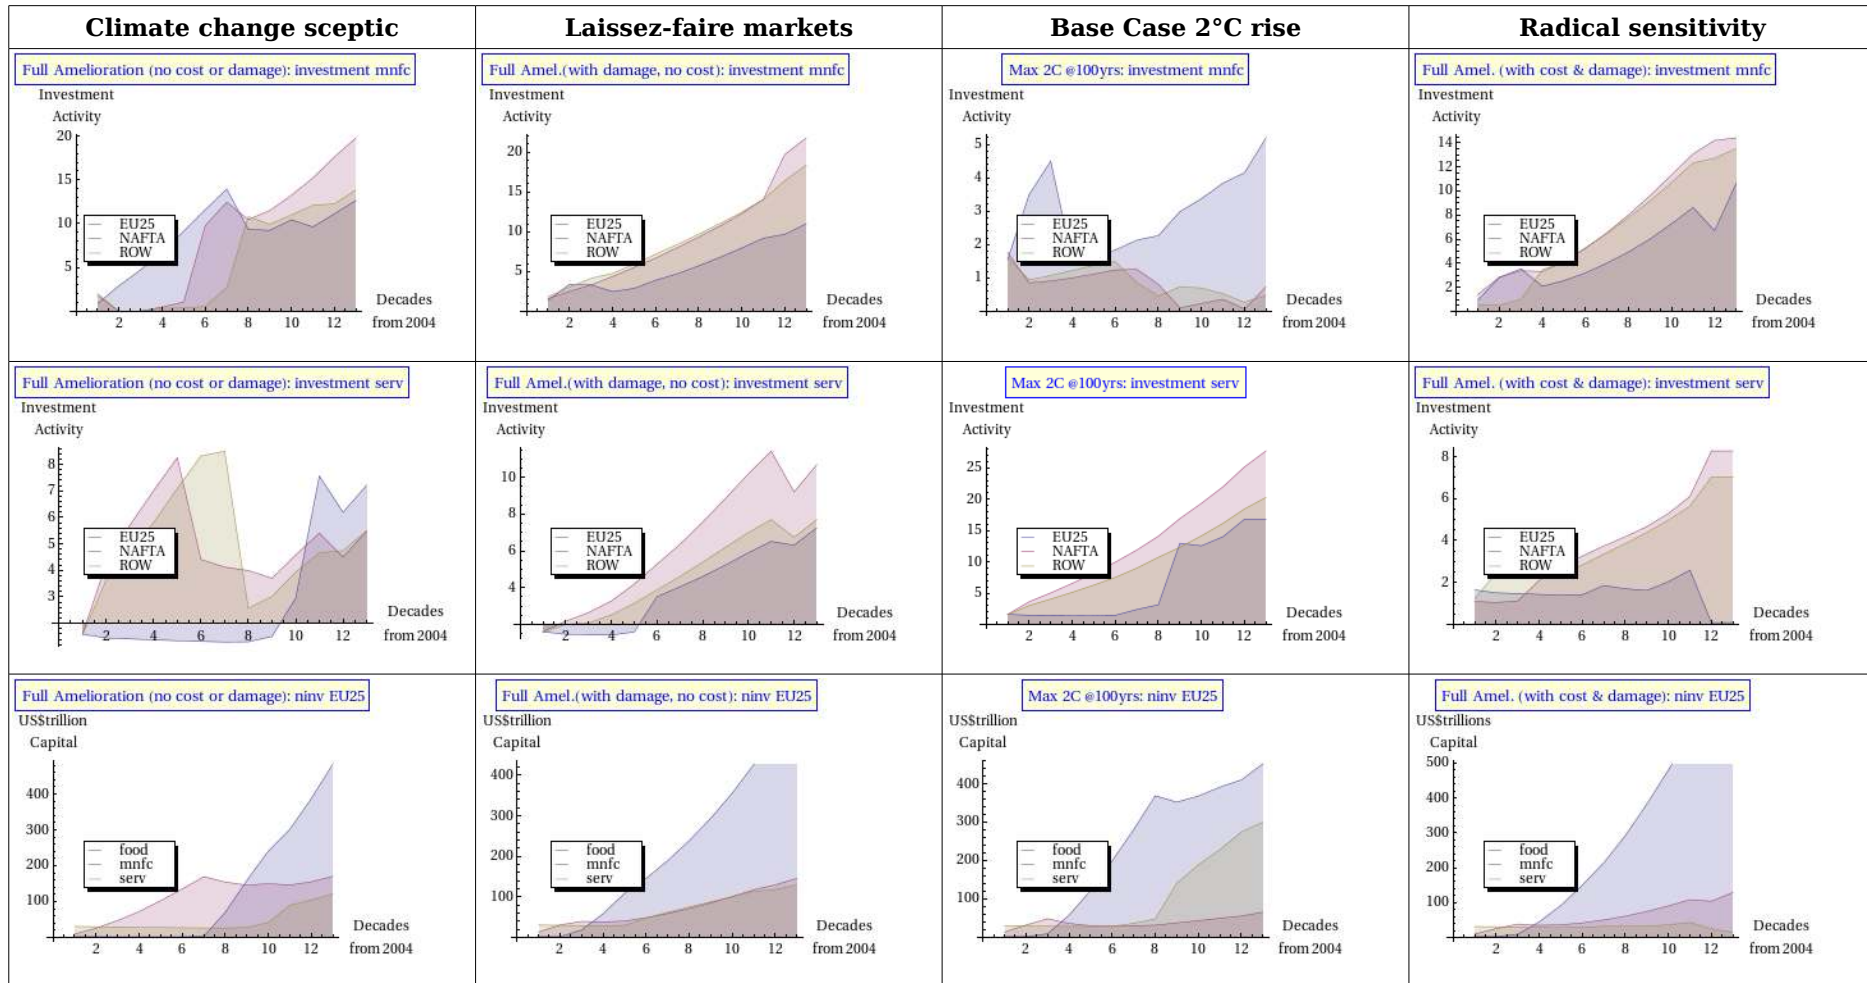 Climate change sceptic
Laissez-faire markets
Base Case 2°C rise
Radical sensitivity
Full Amelioration (no cost or damage): investment mnfc
Investment
Activity
20
15
10
5
EU25
NAFTA
ROW
2 4 6 8 10 12
Decades
from 2004
Full Amel.(with damage, no cost): investment mnfc
Investment
Activity
20
15
10
5
EU25
NAFTA
ROW
2 4 6 8 10 12
Decades
from 2004
Max 2C @100yrs: investment mnfc
Investment
Activity
5
4
3
2
1
EU25
NAFTA
ROW
2 4 6 8 10 12
Decades
from 2004
Full Amel. (with cost & damage): investment mnfc
Investment
Activity
14
12
10
8
6
4
2
EU25
NAFTA
ROW
2 4 6 8 10 12
Decades
from 2004
Full Amelioration (no cost or damage): investment serv
Investment
Activity
8
7
6
5
4
3
EU25
NAFTA
ROW
2 4 6 8 10 12
Decades
from 2004
Full Amel.(with damage, no cost): investment serv
Investment
Activity
10
8
6
4
EU25
NAFTA
ROW
2 4 6 8 10 12
Decades
from 2004
Max 2C @100yrs: investment serv
Investment
Activity
25
20
15
10
5
EU25
NAFTA
ROW
2 4 6 8 10 12
Decades
from 2004
Full Amel. (with cost & damage): investment serv
Investment
Activity
8
6
4
2
EU25
NAFTA
ROW
2 4 6 8 10 12
Decades
from 2004
Full Amelioration (no cost or damage): ninv EU25
US$trillion
Capital
400
300
200
100
food
mnfc
serv
2 4 6 8 10 12
Decades
from 2004
Full Amel.(with damage, no cost): ninv EU25
US$trillion
Capital
400
300
200
100
food
mnfc
serv
2 4 6 8 10 12
Decades
from 2004
Max 2C @100yrs: ninv EU25
US$trillion
Capital
400
300
200
100
food
mnfc
serv
2 4 6 8 10 12
Decades
from 2004
Full Amel. (with cost & damage): ninv EU25
US$trillions
Capital
500
400
300
200
100
food
mnfc
serv
2 4 6 8 10 12
Decades
from 2004